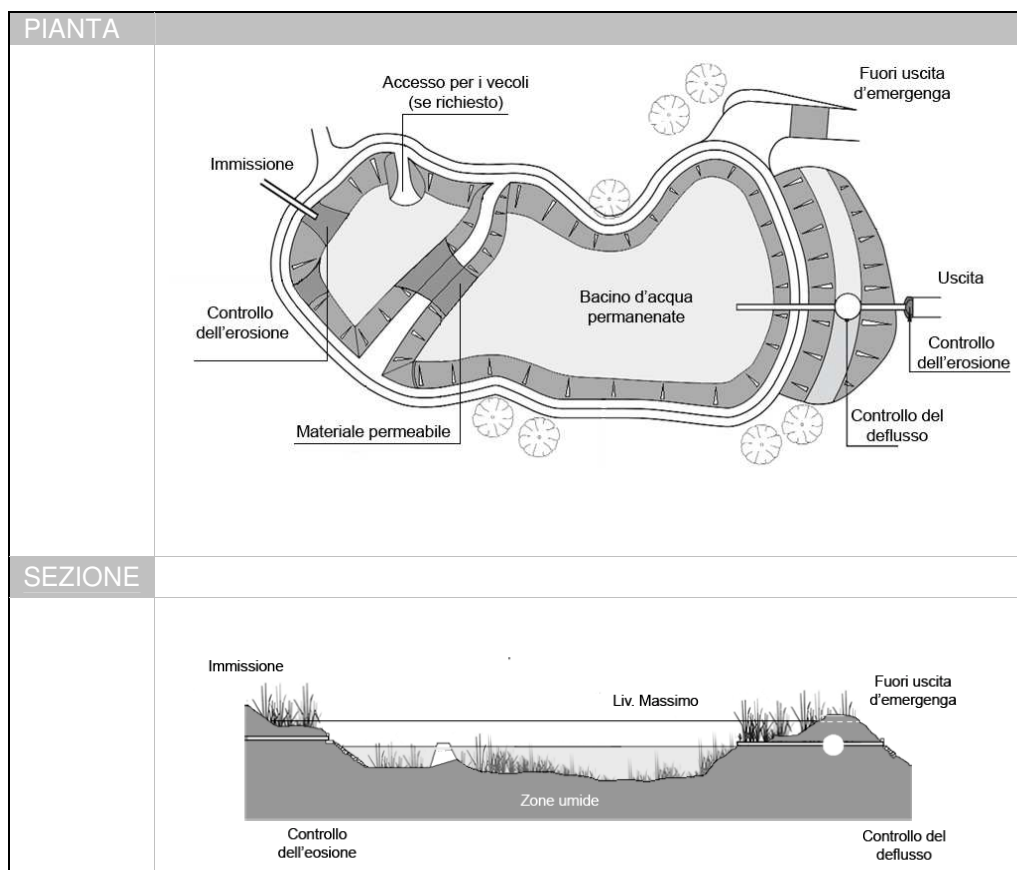 PIANTA
Accesso per i vecoli
(se richiesto)
Fuori uscita
d'emergenga
Immissione
Bacino d'acqua
permanenate
Uscita
Controllo
dell'erosione
Controllo
dell'erosione
Controllo del
deflusso
Materiale permeabile
SEZIONE
Immissione
Liv. Massimo
Fuori uscita
d'emergenga
Zone umide
Controllo
dell'eosione
Controllo del
deflusso